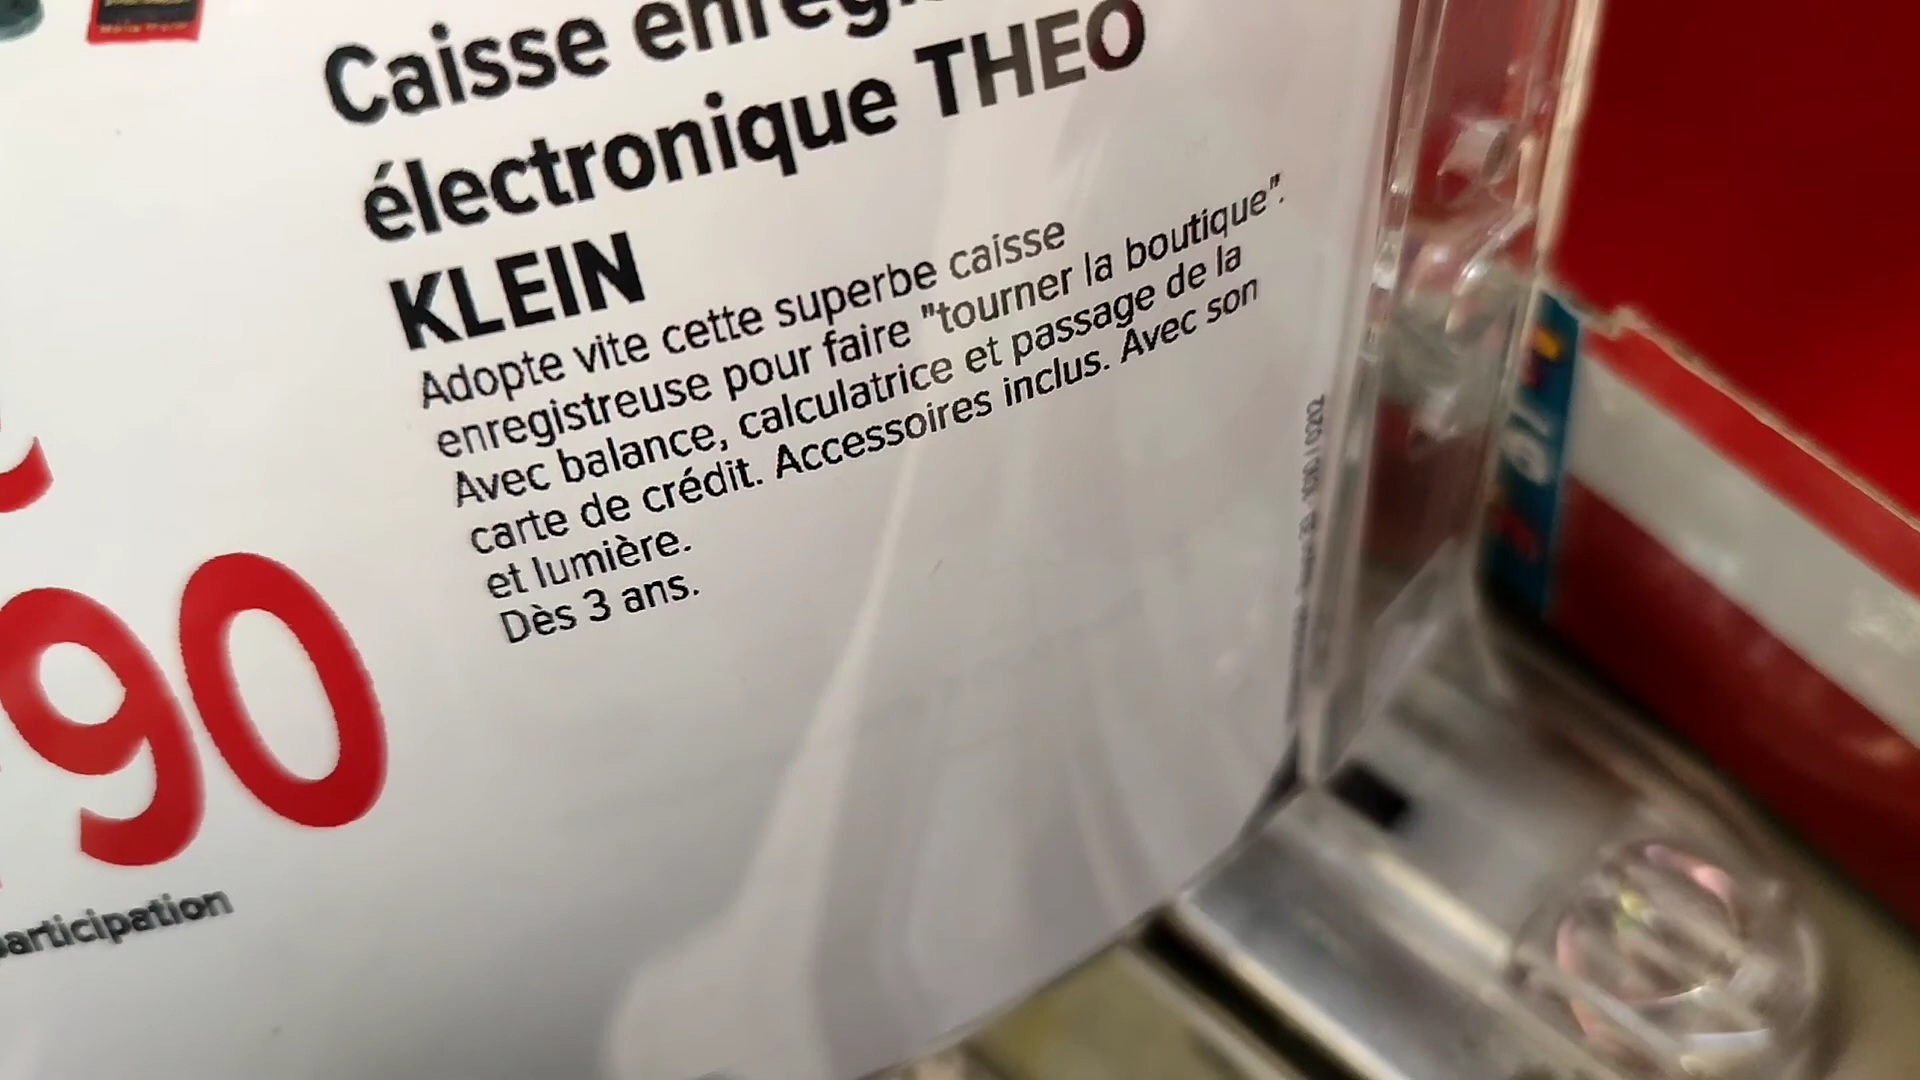 Caisse
électronique THEO
KLEIN
Adopte vite cette superbe caisse
enregistreuse pour faire "tourner la boutique".
Avec balance, calculatrice et passage de la
carte de crédit. Accessoires inclus. Avec son
et lumière.
Dès 3 ans.
90
articipation